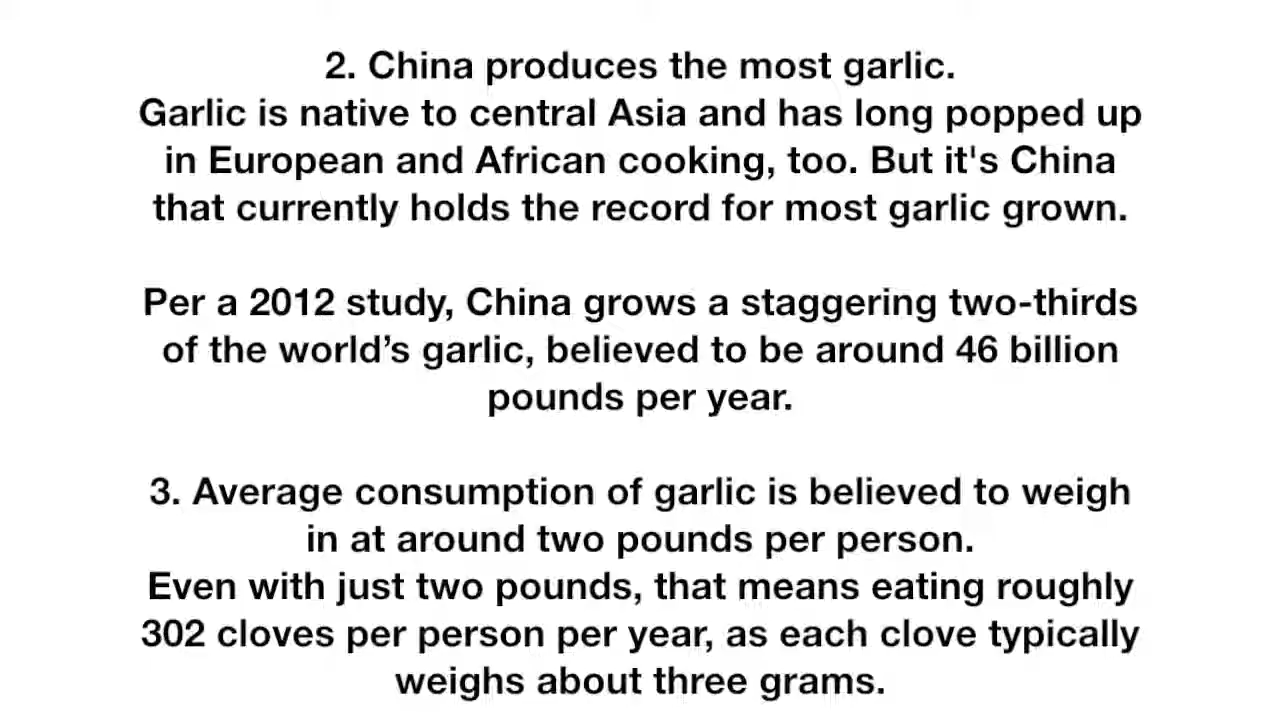 2. China produces the most garlic.
Garlic is native to central Asia and has long popped up
in European and African cooking, too. But it's China
that currently holds the record for most garlic grown.
Per a 2012 study, China grows a staggering two-thirds
of the world’s garlic, believed to be around 46 billion
pounds per year.
3. Average consumption of garlic is believed to weigh
in at around two pounds per person.
Even with just two pounds, that means eating roughly
302 cloves per person per year, as each clove typically
weighs about three grams.